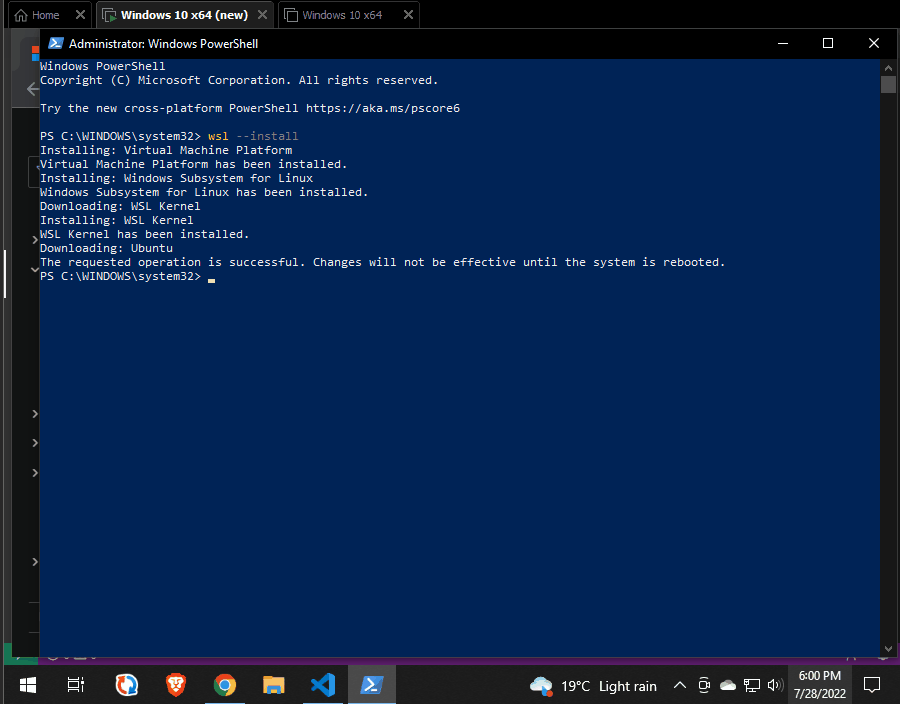 Home
Windows 10 x64 (new)
Windows 10 x64
Administrator: Windows PowerShell
Windows PowerShell
Copyright (C) Microsoft Corporation. All rights reserved.
Try the new cross-platform PowerShell https://aka.ms/pscore6
PS C:\WINDOWS\system32> wsl --install
Installing: Virtual Machine Platform
Virtual Machine Platform has been installed.
Installing: Windows Subsystem for Linux
Windows Subsystem for Linux has been installed.
Downloading: WSL Kernel
Installing: WSL Kernel
WSL Kernel has been installed.
Downloading: Ubuntu
The requested operation is successful. Changes will not be effective until the system is rebooted.
PS C:\WINDOWS\system32>
19°C Light rain
6:00 PM
7/28/2022